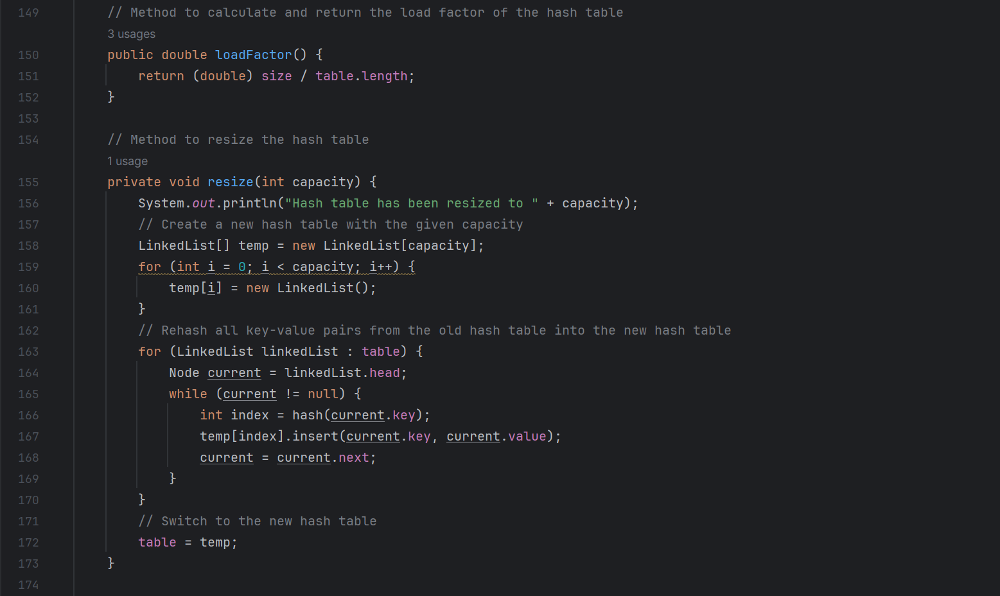 149 // Method to calculate and return the load factor of the hash table
3 usages
150 public double loadFactor() {
151 return (double) size / table.length;
152 }
153
154 // Method to resize the hash table
1 usage
155 private void resize(int capacity) {
156 System.out.println("Hash table has been resized to " + capacity);
157 // Create a new hash table with the given capacity
158 LinkedList[] temp = new LinkedList[capacity];
159 for (int i = 0; i < capacity; i++) {
160 temp[i] = new LinkedList();
161 }
162 // Rehash all key-value pairs from the old hash table into the new hash table
163 for (LinkedList linkedList : table) {
164 Node current = linkedList.head;
165 while (current != null) {
166 int index = hash(current.key);
167 temp[index].insert(current.key, current.value);
168 current = current.next;
169 }
170 }
171 // Switch to the new hash table
172 table = temp;
173 }
174